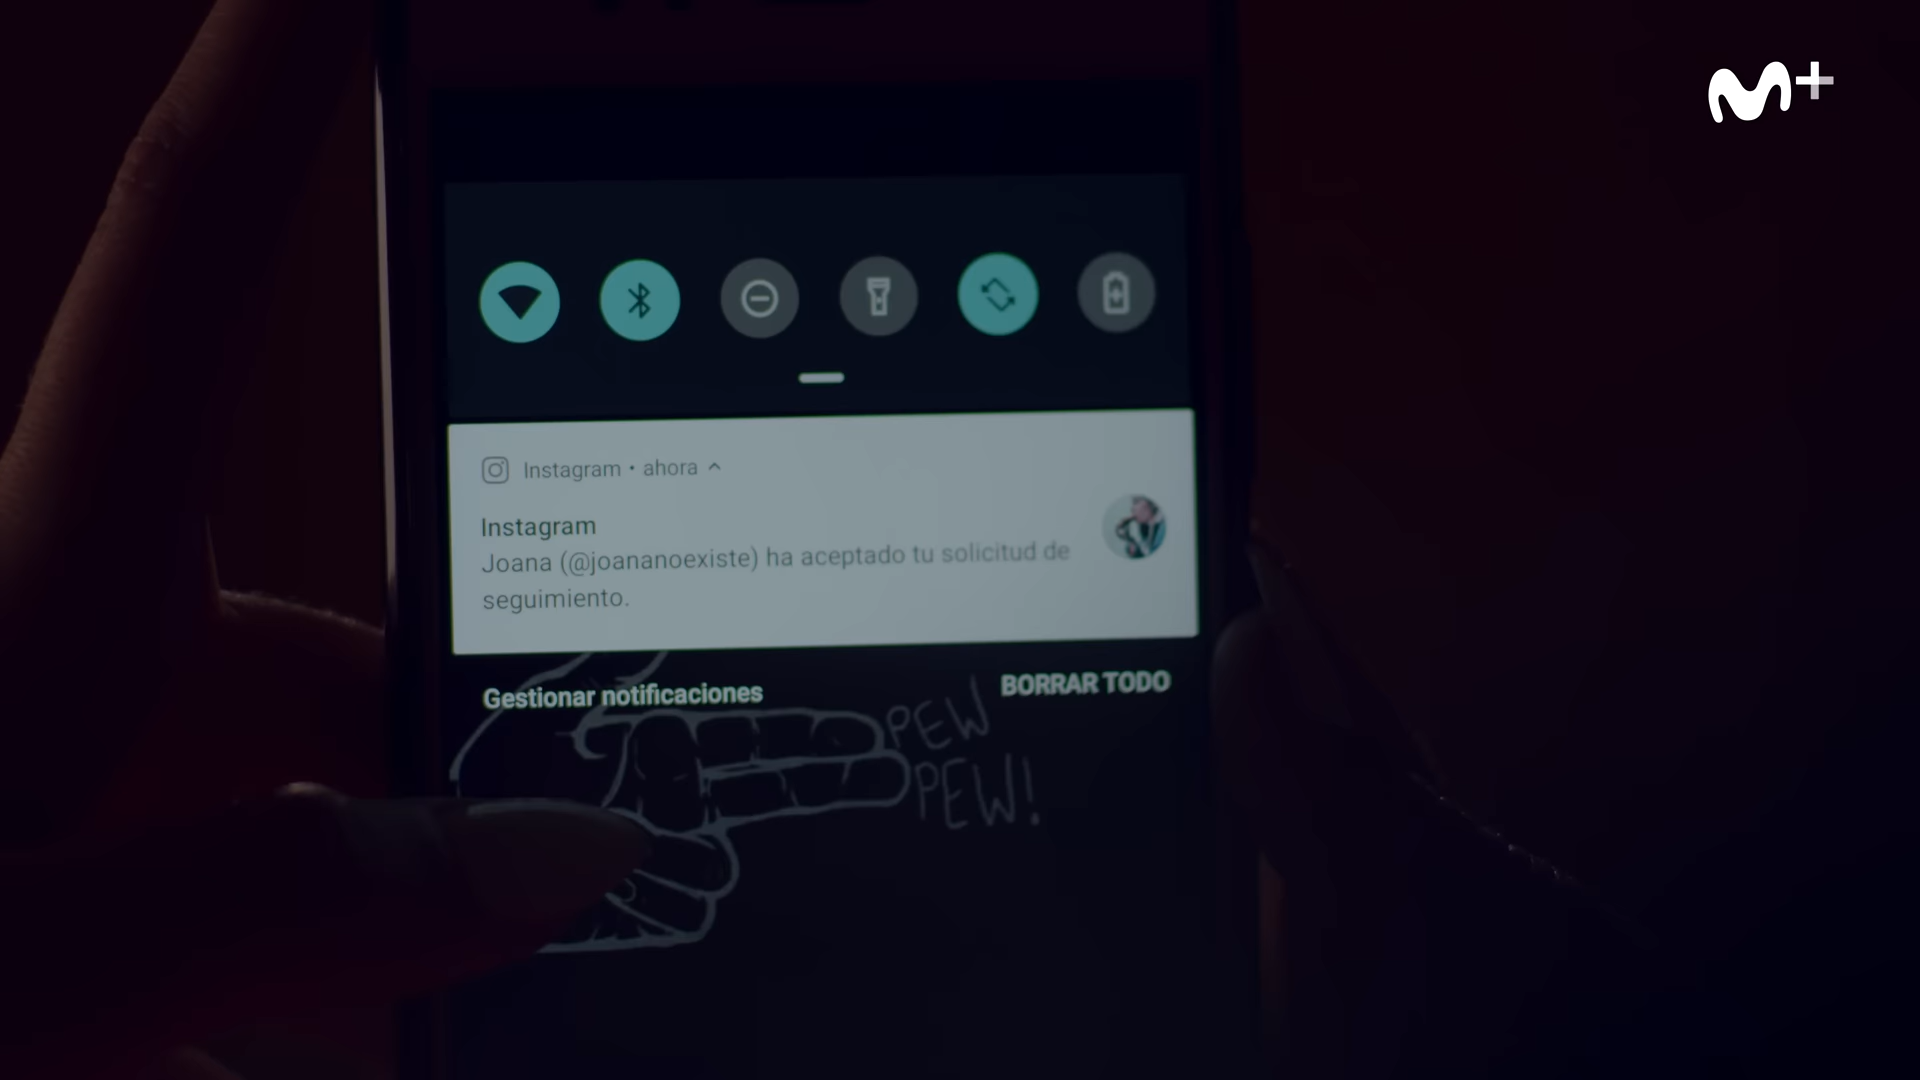 M+
Instagram • ahora
Instagram
Joana (@joananoexiste) ha aceptado tu solicitud de
seguimiento.
Gestionar notificaciones
BORRAR TODO
PEW
PEW!